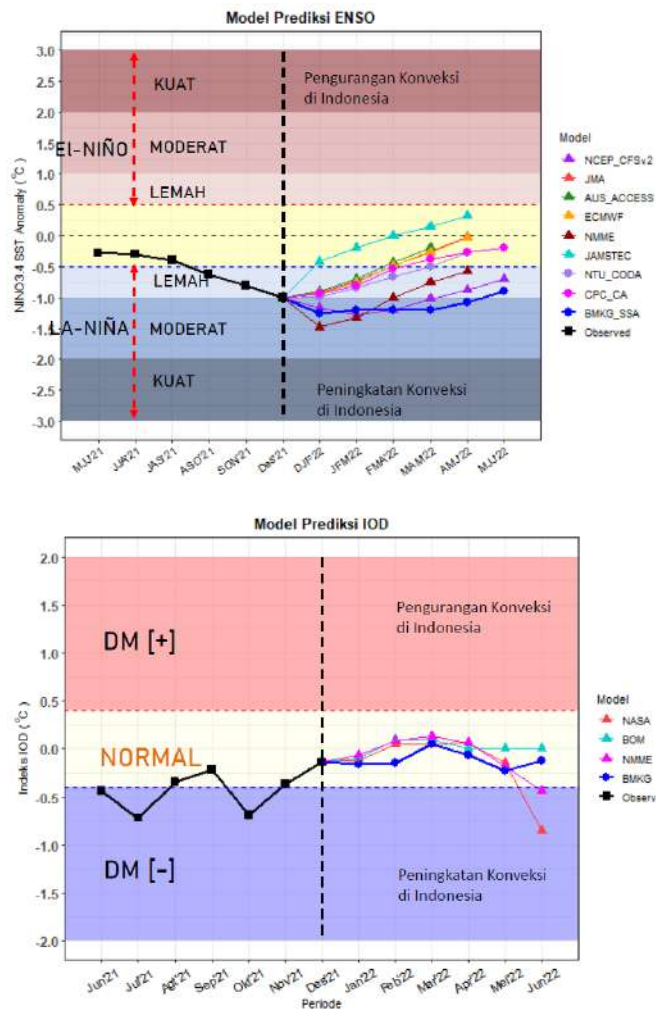 Model Prediksi ENSO
3.0
2.5
2.0
1.5
1.0
0.5
0.0
-0.5
-1.0
-1.5
-2.0
-2.5
-3.0
NINO3.4 SST Anomaly (°C)
KUAT
Pengurangan Konveksi
di Indonesia
El-NIÑO
MODERAT
LEMAH
LEMAH
LA-NIÑA
MODERAT
KUAT
Peningkatan Konveksi
di Indonesia
MJJ'21
JJA'21
JAS'21
ASO'21
SON'21
Des'21
DJF'22
JFM'22
FMA'22
MAM'22
AMJ'22
MJJ'22
Model
NCEP_CFSv2
JMA
AUS_ACCESS
ECMWF
NMME
JAMSTEC
NTU_CODA
CPC_CA
BMKG_SSA
Observed
Model Prediksi IOD
2.0
1.5
1.0
0.5
0.0
-0.5
-1.0
-1.5
-2.0
Indeks IOD (°C)
DM [+]
Pengurangan Konveksi
di Indonesia
NORMAL
DM [-]
Peningkatan Konveksi
di Indonesia
Jun'21
Jul'21
Agt'21
Sep'21
Okt'21
Nov'21
Des'21
Jan'22
Feb'22
Mar'22
Apr'22
Mei'22
Jun'22
Periode
Model
NASA
BOM
NMME
BMKG
Observ